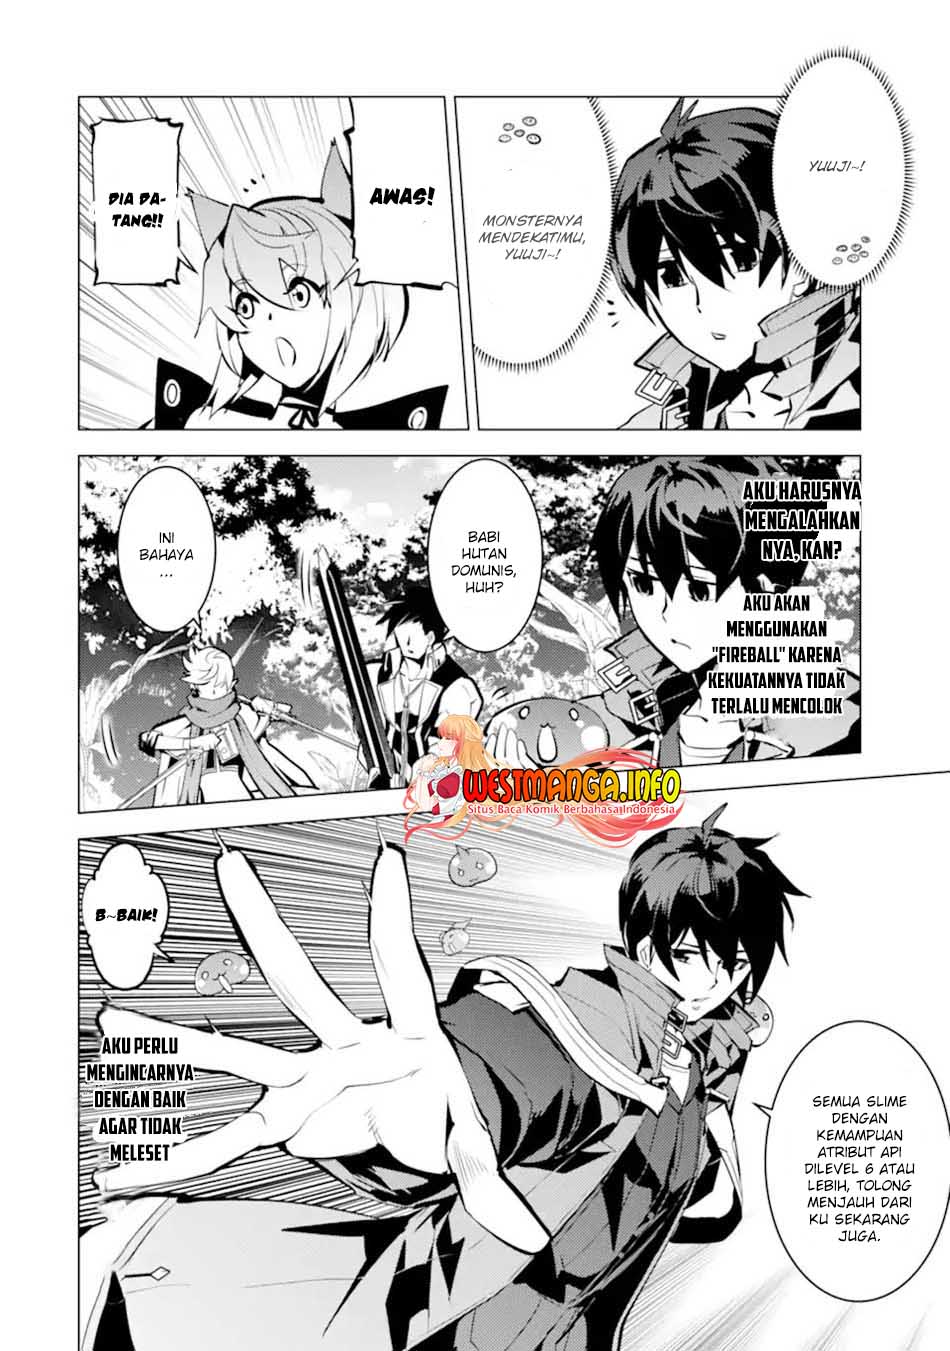 YUUJI~!
MONSTERNYA
MENDEKATIMU,
YUUJI~!
AWAS!
DIA DA-
TANG!!
AKU HARUSNYA
MENGALAHKAN
NYA, KAN?
AKU AKAN
MENGGUNAKAN
"FIREBALL" KARENA
KEKUATANNYA TIDAK
TERLALU MENCOLOK
BABI
HUTAN
DOMUNIS,
HUH?
INI
BAHAYA
...
WESTMANGA.INFO
SITUS BACA KOMIK BERBAHASA INDONESIA
B~BAIK!
AKU PERLU
MENGINCARNYA
DENGAN BAIK
AGAR TIDAK
MELESET
SEMUA SLIME
DENGAN
KEMAMPUAN
ATRIBUT API
DILEVEL 6 ATAU
LEBIH, TOLONG
MENJAUH DARI
KU SEKARANG
JUGA.